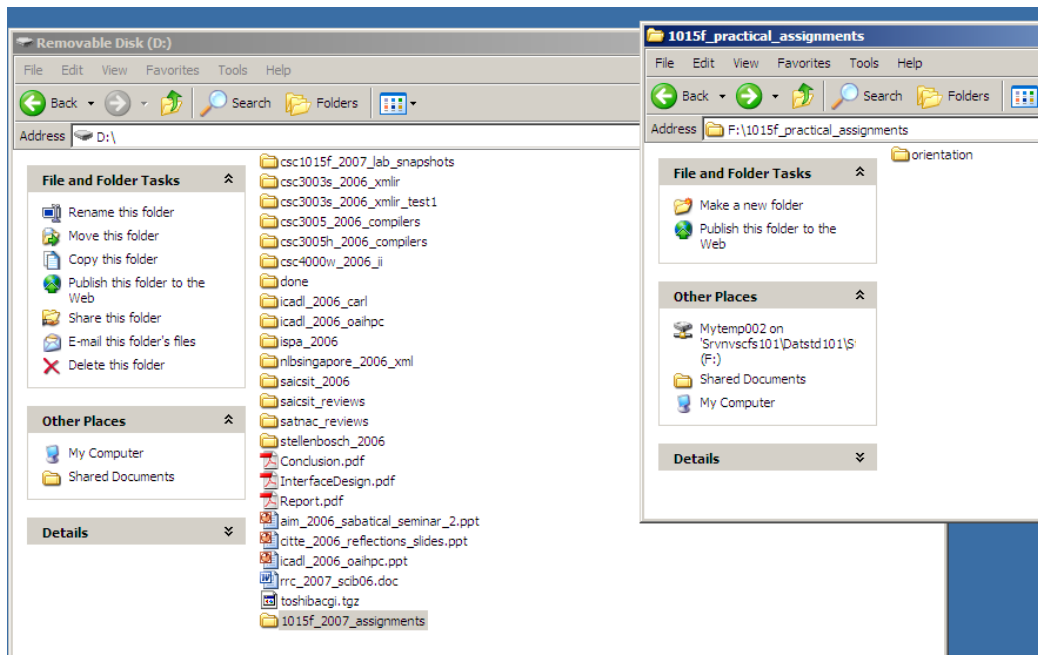 Removable Disk (D:)
File Edit View Favorites Tools Help
Back Search Folders
Address D:\
File and Folder Tasks
Rename this folder
Move this folder
Copy this folder
Publish this folder to the
Web
Share this folder
E-mail this folder's files
Delete this folder
Other Places
My Computer
Shared Documents
Details
csc1015f_2007_lab_snapshots
csc3003s_2006_xmlir
csc3003s_2006_xmlir_test1
csc3005_2006_compilers
csc3005h_2006_compilers
csc4000w_2006_ii
done
icadl_2006_carl
icadl_2006_oaihpc
ispa_2006
nlbsingapore_2006_xml
saicsit_2006
saicsit_reviews
satnac_reviews
stellenbosch_2006
Conclusion.pdf
InterfaceDesign.pdf
Report.pdf
aim_2006_sabatical_seminar_2.ppt
citte_2006_reflections_slides.ppt
icadl_2006_oaihpc.ppt
rrc_2007_scib06.doc
toshibacgi.tgz
1015f_2007_assignments
1015f_practical_assignments
File Edit View Favorites Tools Help
Back Search Folders
Address F:\1015f_practical_assignments
File and Folder Tasks
Make a new folder
Publish this folder to the
Web
Other Places
Mytemp002 on
'Srvnvscfs101\Datstd101\S
(F:)
Shared Documents
My Computer
Details
orientation